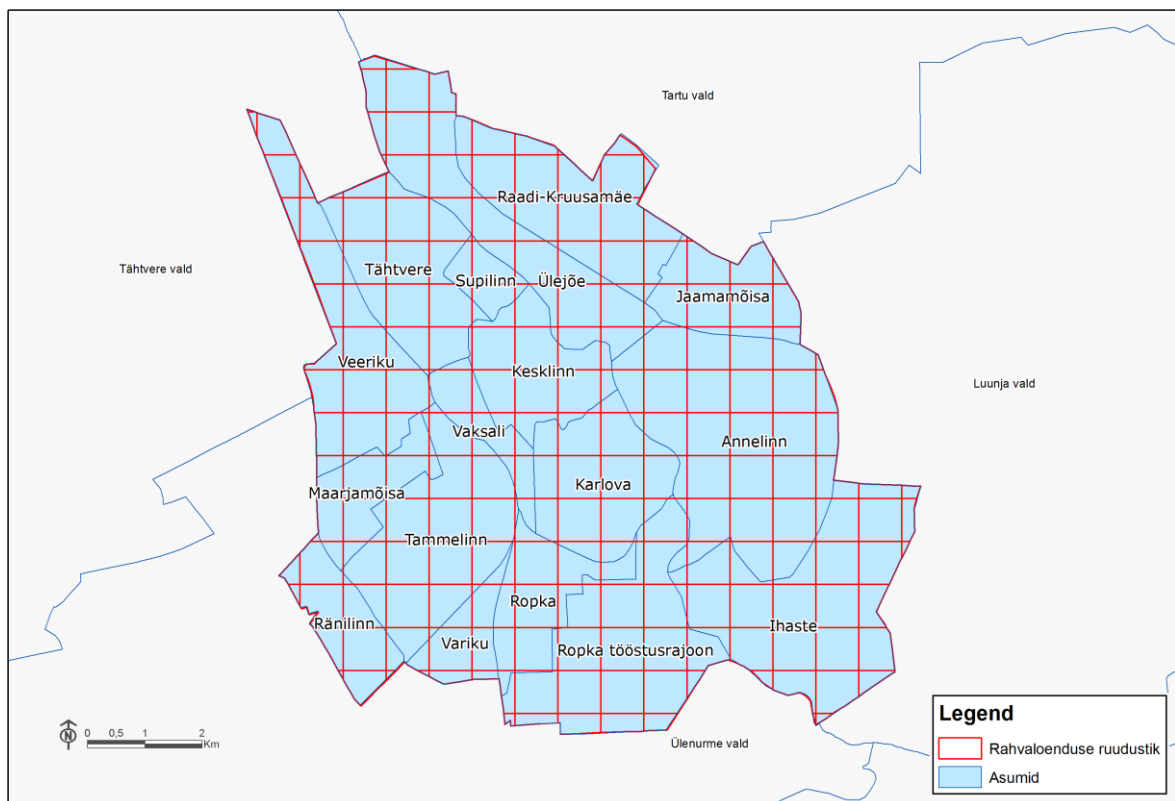 Tartu vald
Raadi-Kruusamäe
Tähtvere vald
Tähtvere
Supilinn
Ülejõe
Jaamamõisa
Veeriku
Kesklinn
Luunja vald
Vaksali
Annelinn
Maarjamõisa
Karlova
Tammelinn
Ropka
Ränilinn
Variku
Ropka tööstusrajoon
Ihaste
Ülenurme vald
N
0 0,5 1 2
Km
Legend
Rahvaloenduse ruudustik
Asumid